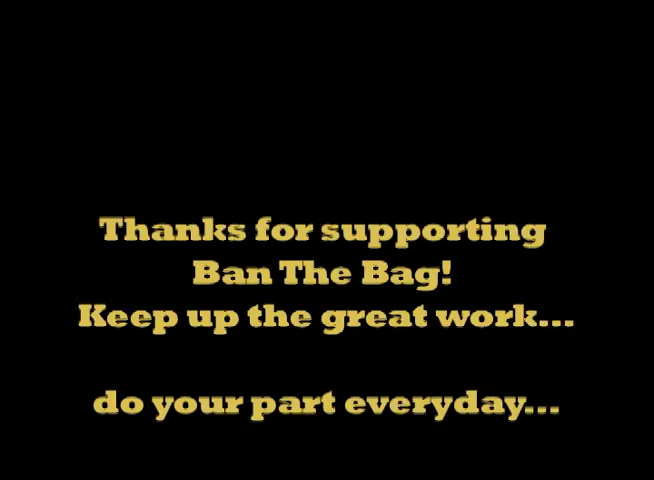 Thanks for supporting
Ban The Bag!
Keep up the great work...
do your part everyday...